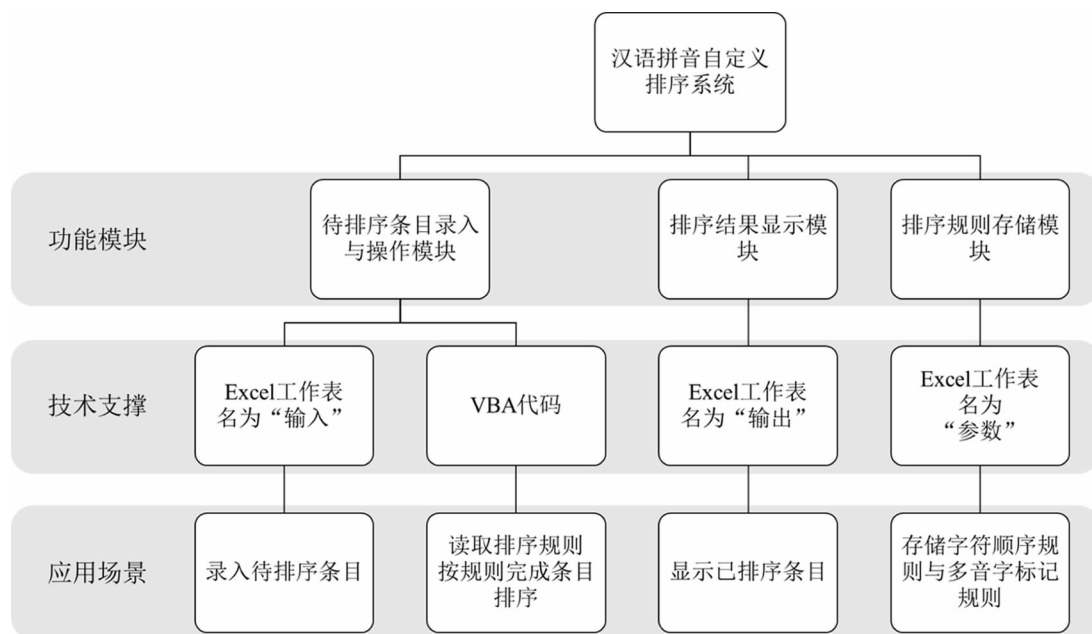 汉语拼音自定义
排序系统
功能模块
待排序条目录入
与操作模块
排序结果显示模
块
排序规则存储模
块
技术支撑
Excel工作表
名为“输入”
VBA代码
Excel工作表
名为“输出”
Excel工作表
名为
“参数”
应用场景
录入待排序条目
读取排序规则
按规则完成条目
排序
显示已排序条目
存储字符顺序规
则与多音字标记
规则